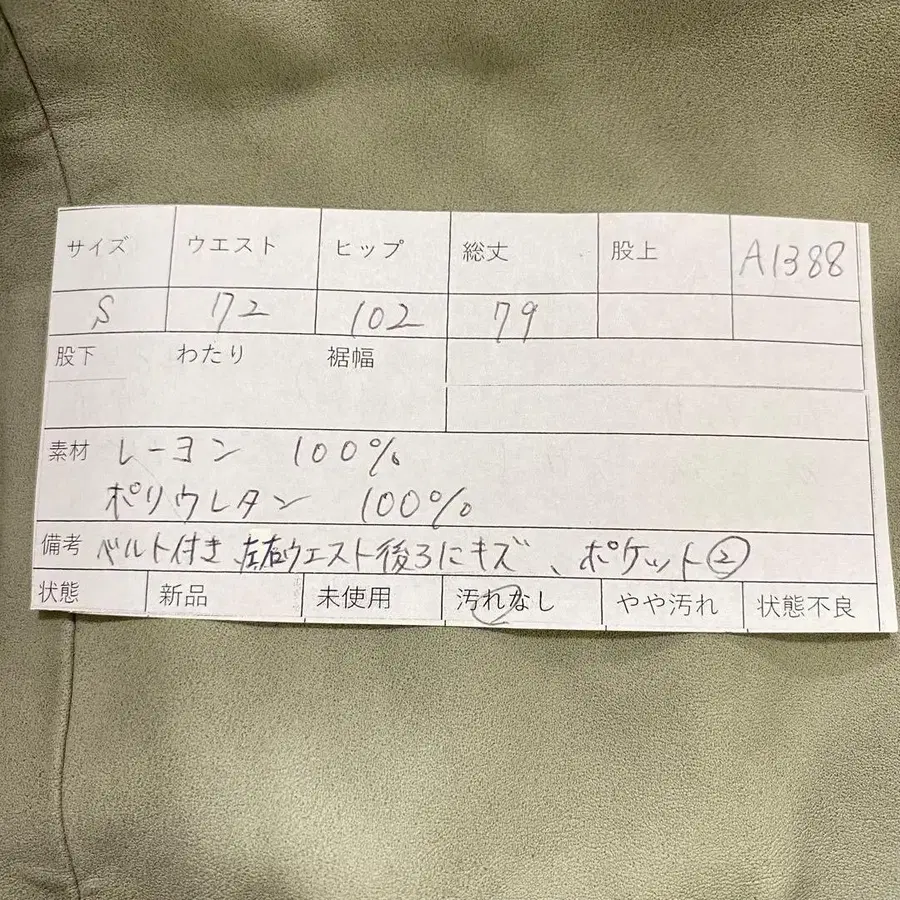 サイズ ウエスト ヒップ 総丈 股上 A1388
S 72 102 79
股下 わたり 裾幅
素材 レーヨン 100%
ポリウレタン 100%
備考 ベルト付き、左右ウエスト後ろにキズ、ポケット②
状態 新品 未使用 汚れなし やや汚れ 状態不良